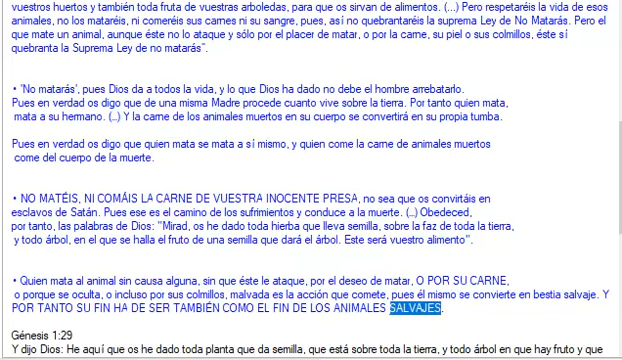 vuestros huertos y también toda fruta de vuestras arboledas, para que os sirvan de alimentos. (...) Pero respetaréis la vida de esos
animales, no los mataréis, ni comeréis sus carnes ni su sangre, pues, así no quebrantaréis la suprema Ley de No Matarás. Pero el
que mate un animal, aunque éste no lo ataque y sólo por el placer de matar, o por la carne, su piel o sus colmillos, éste sí
quebranta la Suprema Ley de no matarás".
• 'No matarás', pues Dios da a todos la vida, y lo que Dios ha dado no debe el hombre arrebatarlo.
Pues en verdad os digo que de una misma Madre procede cuanto vive sobre la tierra. Por tanto quien mata,
mata a su hermano. (...) Y la carne de los animales muertos en su cuerpo se convertirá en su propia tumba.
Pues en verdad os digo que quien mata se mata a sí mismo, y quien come la carne de animales muertos
come del cuerpo de la muerte.
• NO MATÉIS, NI COMÁIS LA CARNE DE VUESTRA INOCENTE PRESA, no sea que os convirtáis en
esclavos de Satán. Pues ese es el camino de los sufrimientos y conduce a la muerte. (...) Obedeced,
por tanto, las palabras de Dios: "Mirad, os he dado toda hierba que lleva semilla, sobre la faz de toda la tierra,
y todo árbol, en el que se halla el fruto de una semilla que dará el árbol. Este será vuestro alimento".
• Quien mata al animal sin causa alguna, sin que éste le ataque, por el deseo de matar, O POR SU CARNE,
o porque se oculta, o incluso por sus colmillos, malvada es la acción que comete, pues él mismo se convierte en bestia salvaje. Y
POR TANTO SU FIN HA DE SER TAMBIÉN COMO EL FIN DE LOS ANIMALES SALVAJES.
Génesis 1:29
Y dijo Dios: He aquí que os he dado toda planta que da semilla, que está sobre toda la tierra, y todo árbol en que hay fruto y que